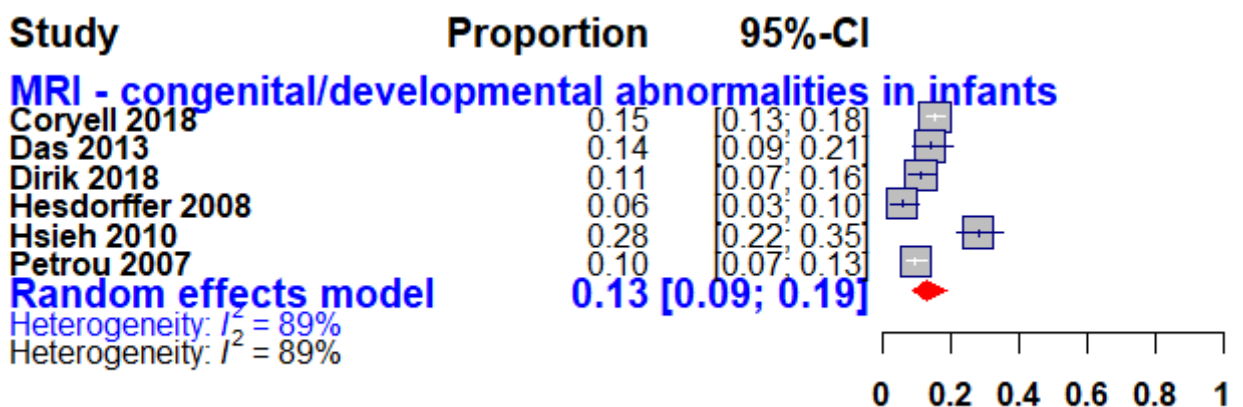 Study Proportion 95%-CI
MRI - congenital/developmental abnormalities in infants
Coryell 2018 0.15 [0.13; 0.18]
Das 2013 0.14 [0.09; 0.21]
Dirik 2018 0.11 [0.07; 0.16]
Hesdorffer 2008 0.06 [0.03; 0.10]
Hsieh 2010 0.28 [0.22; 0.35]
Petrou 2007 0.10 [0.07; 0.13]
Random effects model 0.13 [0.09; 0.19]
Heterogeneity: I² = 89%
Heterogeneity: I² = 89%
0 0.2 0.4 0.6 0.8 1